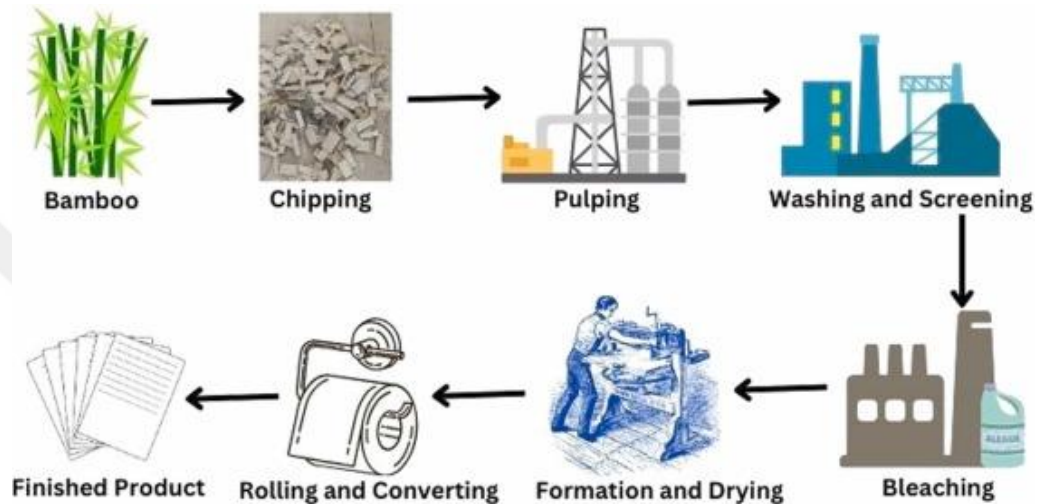 Bamboo
Chipping
Pulping
Washing and Screening
Bleaching
Formation and Drying
Rolling and Converting
Finished Product